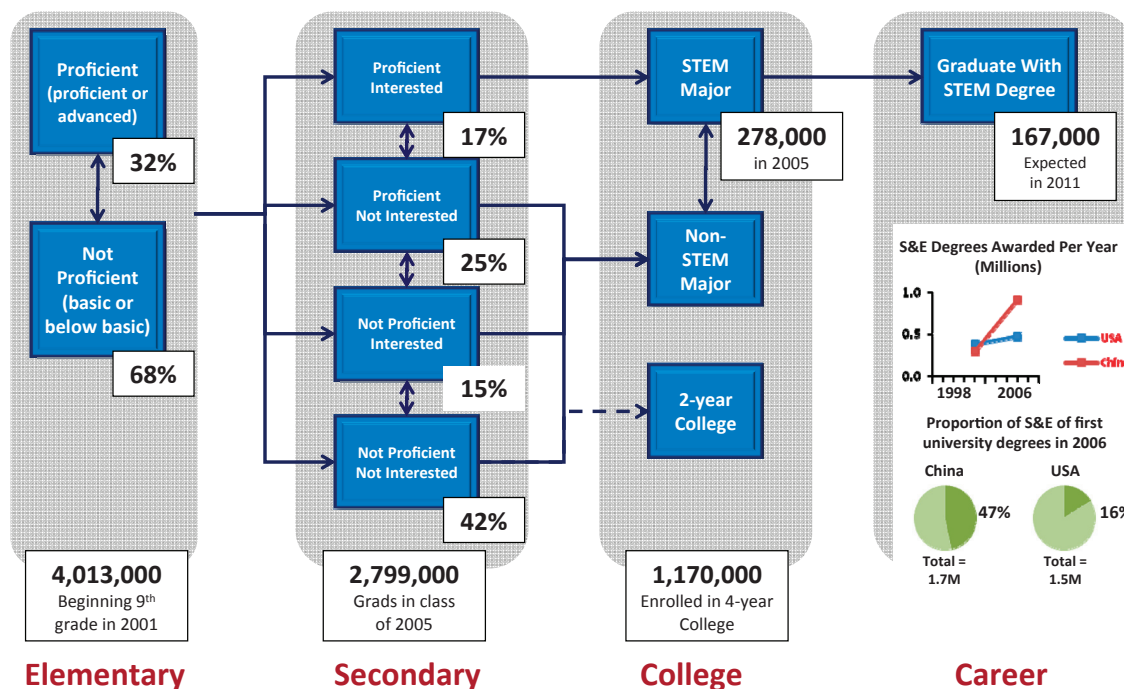 Proficient
(proficient or
advanced)
32%
Not
Proficient
(basic or
below basic)
68%
4,013,000
Beginning 9th
grade in 2001
Elementary
Proficient
Interested
17%
Proficient
Not Interested
25%
Not Proficient
Interested
15%
Not Proficient
Not Interested
42%
2,799,000
Grads in class
of 2005
Secondary
STEM
Major
278,000
in 2005
Non-
STEM
Major
2-year
College
1,170,000
Enrolled in 4-year
College
College
Graduate With
STEM Degree
167,000
Expected
in 2011
S&E Degrees Awarded Per Year
(Millions)
1.0
0.5
0.0
1998 2006
USA
Chin
Proportion of S&E of first
university degrees in 2006
China USA
47% 16%
Total = Total =
1.7M 1.5M
Career